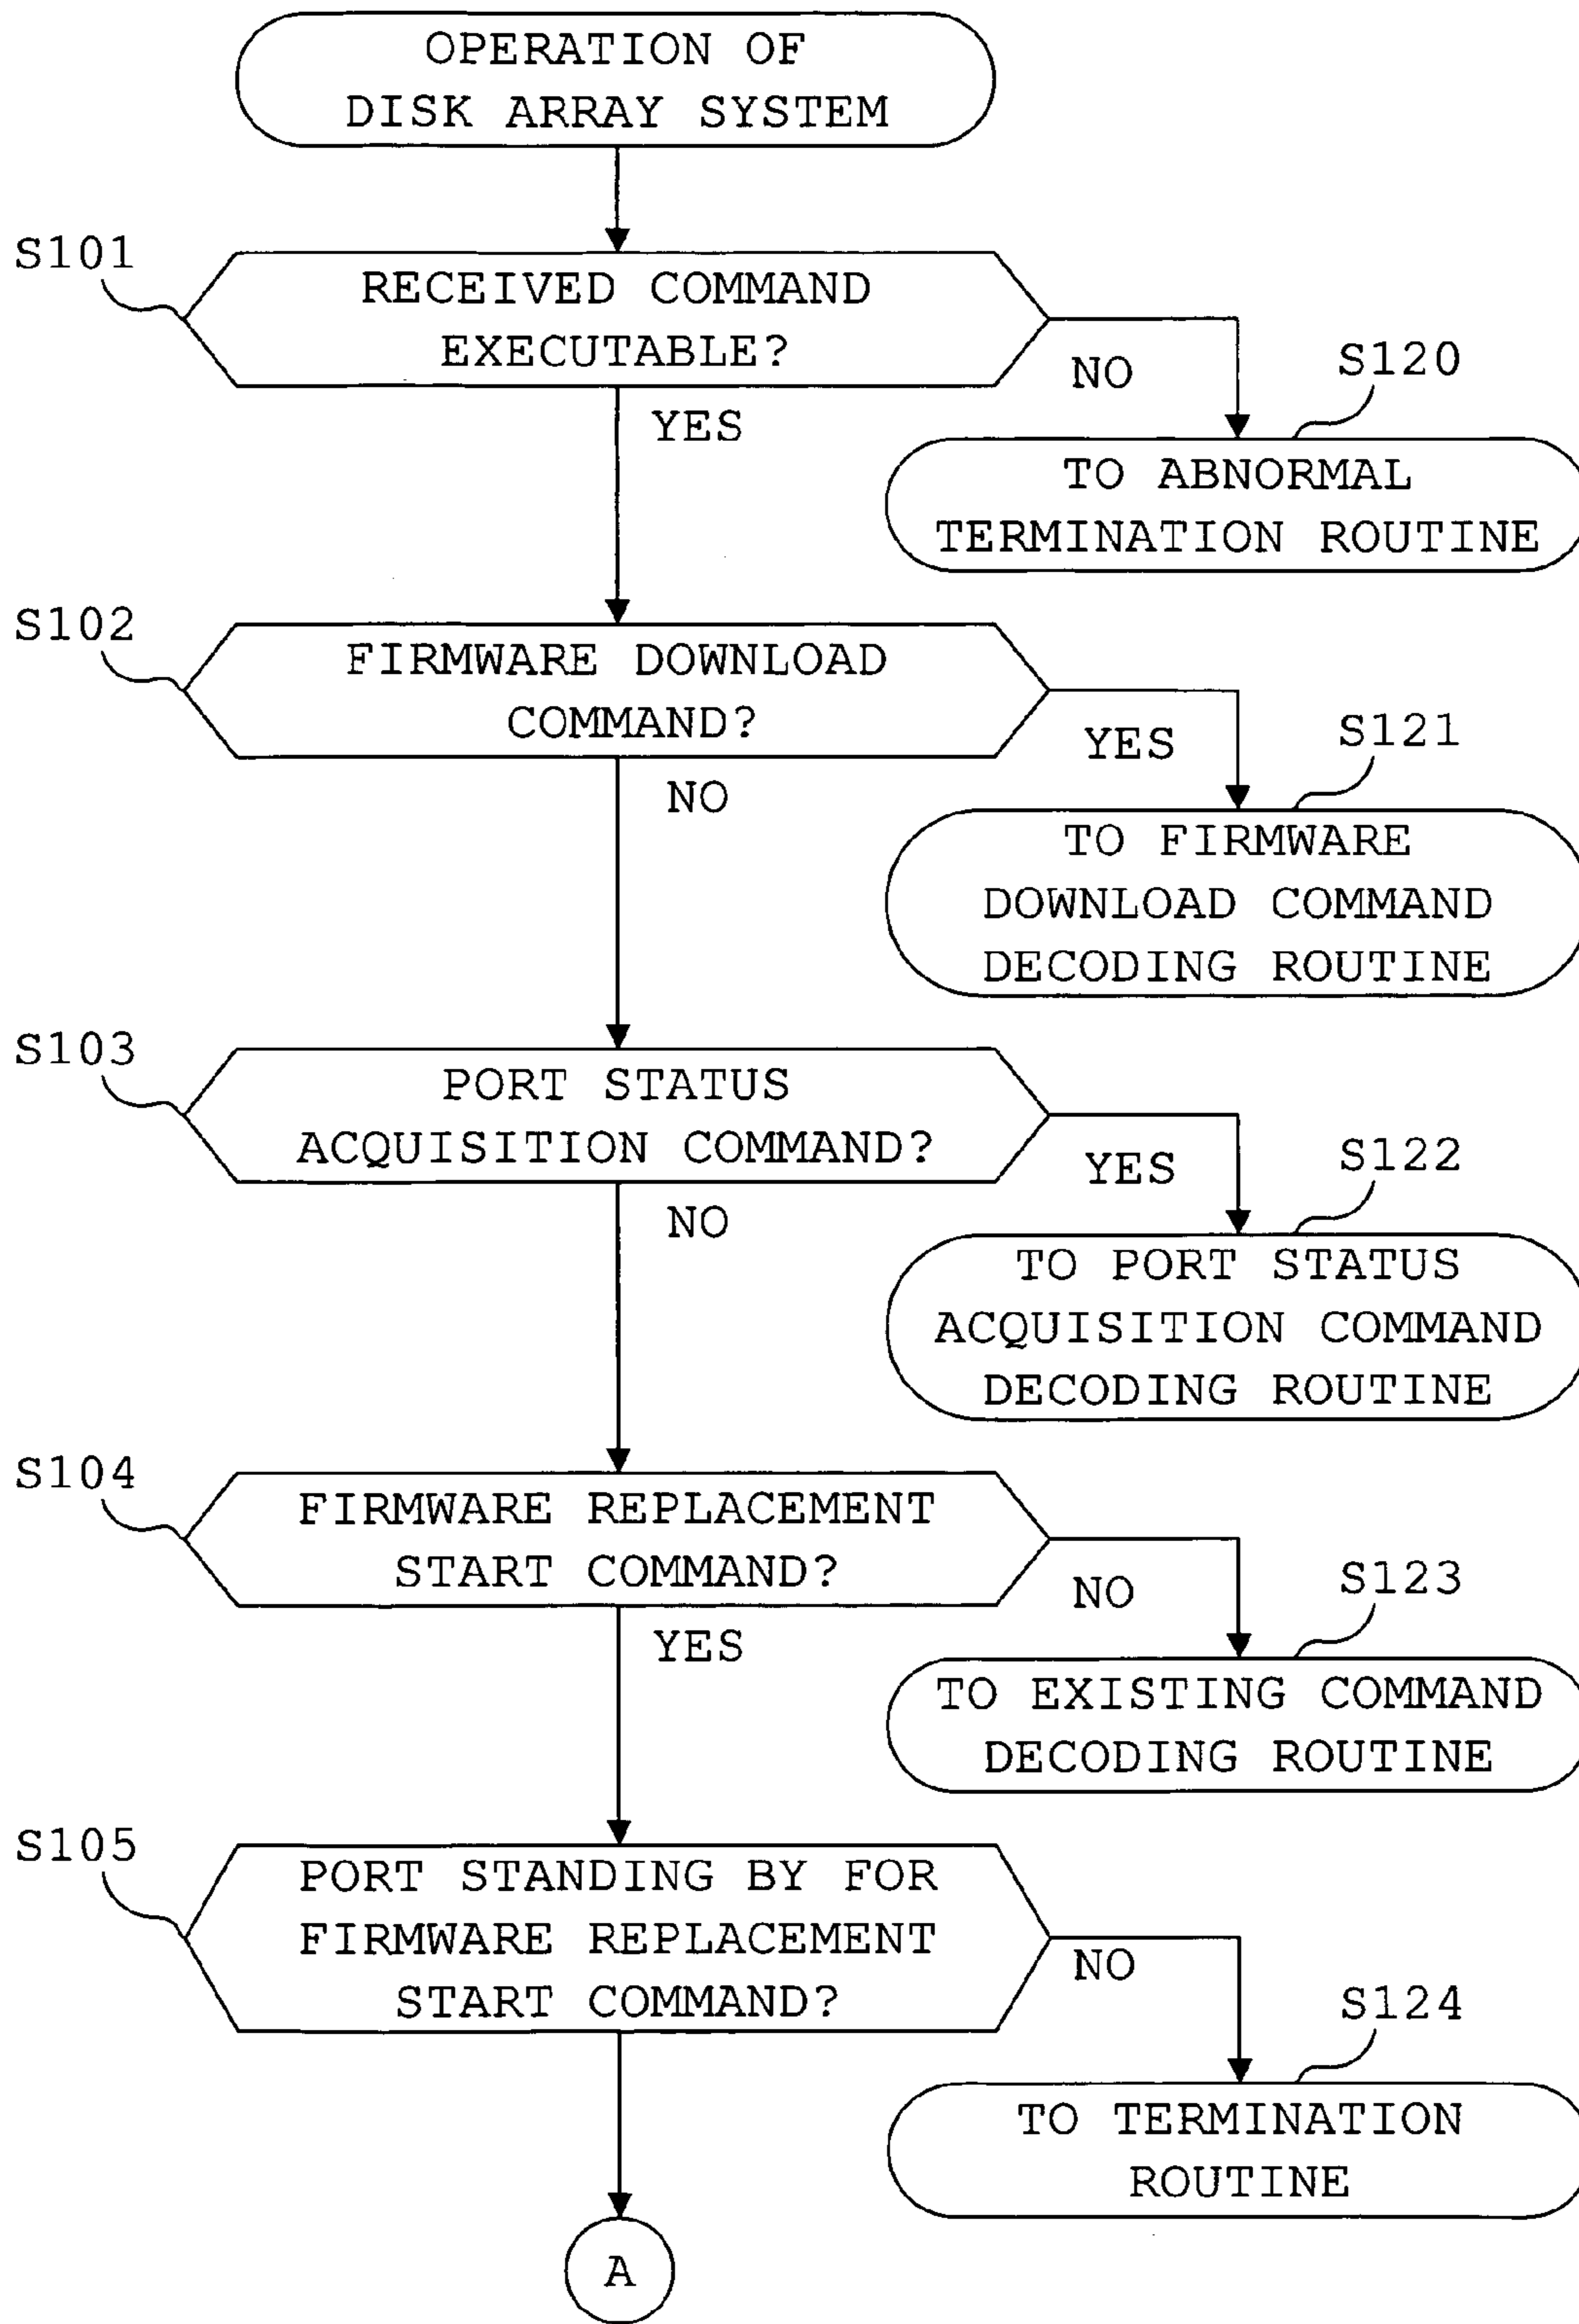 OPERATION OF
DISK ARRAY SYSTEM
S101
RECEIVED COMMAND
EXECUTABLE?
NO
S120
YES
TO ABNORMAL
TERMINATION ROUTINE
S102
FIRMWARE DOWNLOAD
COMMAND?
YES
S121
NO
TO FIRMWARE
DOWNLOAD COMMAND
DECODING ROUTINE
S103
PORT STATUS
ACQUISITION COMMAND?
YES
S122
NO
TO PORT STATUS
ACQUISITION COMMAND
DECODING ROUTINE
S104
FIRMWARE REPLACEMENT
START COMMAND?
NO
S123
YES
TO EXISTING COMMAND
DECODING ROUTINE
S105
PORT STANDING BY FOR
FIRMWARE REPLACEMENT
START COMMAND?
NO
S124
TO TERMINATION
ROUTINE
A